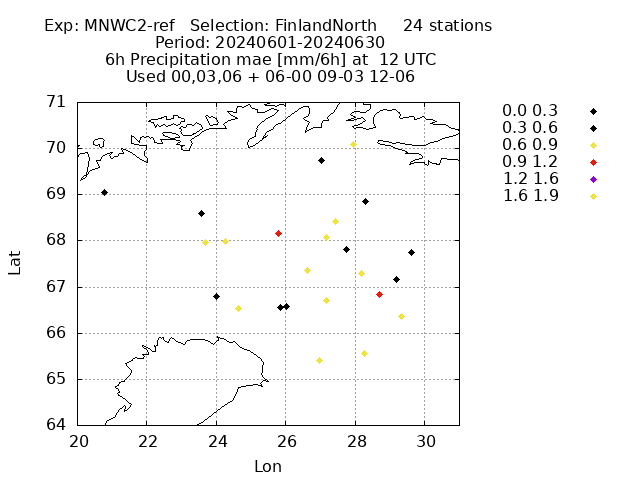 Exp: MNWC2-ref   Selection: FinlandNorth     24 stations
Period: 20240601-20240630
6h Precipitation mae [mm/6h] at  12 UTC
Used 00,03,06 + 06-00 09-03 12-06
0.0 0.3
0.3 0.6
0.6 0.9
0.9 1.2
1.2 1.6
1.6 1.9
71
70
69
68
67
66
65
64
Lat
20 22 24 26 28 30
Lon